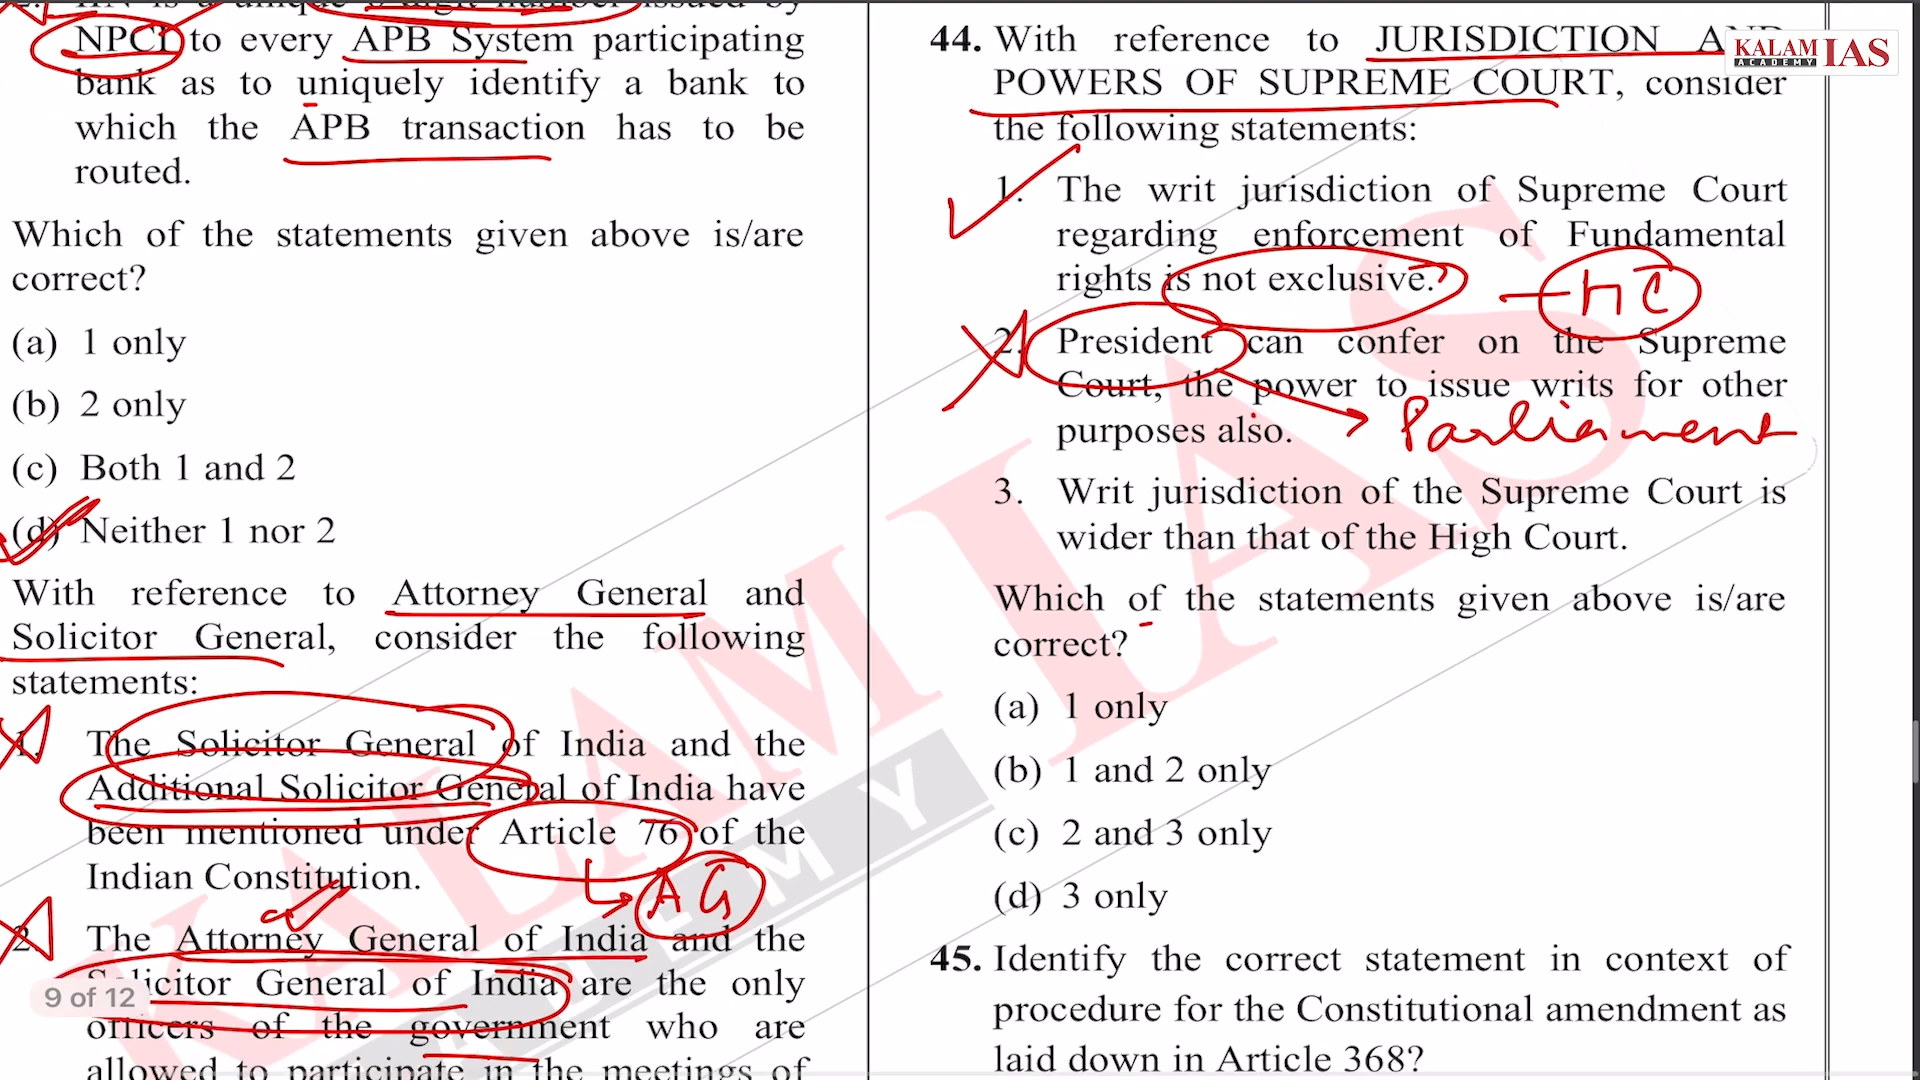 2. IIN is a unique 6-digit number issued by
NPCI to every APB System participating
bank as to uniquely identify a bank to
which the APB transaction has to be
routed.
Which of the statements given above is/are
correct?
(a) 1 only
(b) 2 only
(c) Both 1 and 2
(d) Neither 1 nor 2
With reference to Attorney General and
Solicitor General, consider the following
statements:
1. The Solicitor General of India and the
Additional Solicitor General of India have
been mentioned under Article 76 of the
Indian Constitution.
AG
2. The Attorney General of India and the
Solicitor General of India are the only
officers of the government who are
allowed to participate in the meetings of
9 of 12
44. With reference to JURISDICTION AND
POWERS OF SUPREME COURT, consider
the following statements:
1. The writ jurisdiction of Supreme Court
regarding enforcement of Fundamental
rights is not exclusive.
HC
2. President can confer on the Supreme
Court, the power to issue writs for other
purposes also.
Parliament
3. Writ jurisdiction of the Supreme Court is
wider than that of the High Court.
Which of the statements given above is/are
correct?
(a) 1 only
(b) 1 and 2 only
(c) 2 and 3 only
(d) 3 only
45. Identify the correct statement in context of
procedure for the Constitutional amendment as
laid down in Article 368?
KALAM IAS
ACADEMY
KALAM IAS